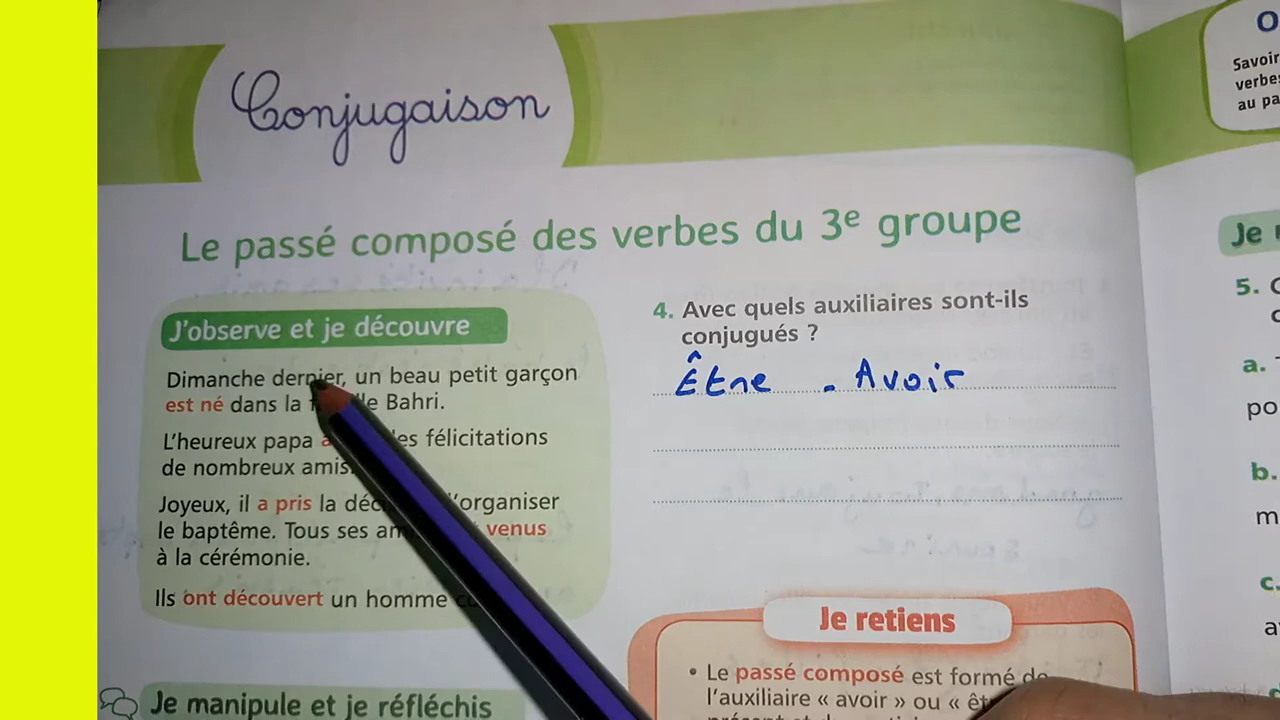 Conjugaison
Le passé composé des verbes du 3e groupe
J'observe et je découvre
Dimanche dernier, un beau petit garçon
est né dans la Bahri.
L'heureux papa félicitations
de nombreux amis.
Joyeux, il a pris la d'organiser
le baptême. Tous ses venus
à la cérémonie.
Ils ont découvert un homme
Je manipule et je réfléchis
4. Avec quels auxiliaires sont-ils
conjugués ?
Être - Avoir
Je retiens
• Le passé composé est formé de
l'auxiliaire « avoir » ou «
Savoir
verbes
au
Je
5.
a.
b.
c.